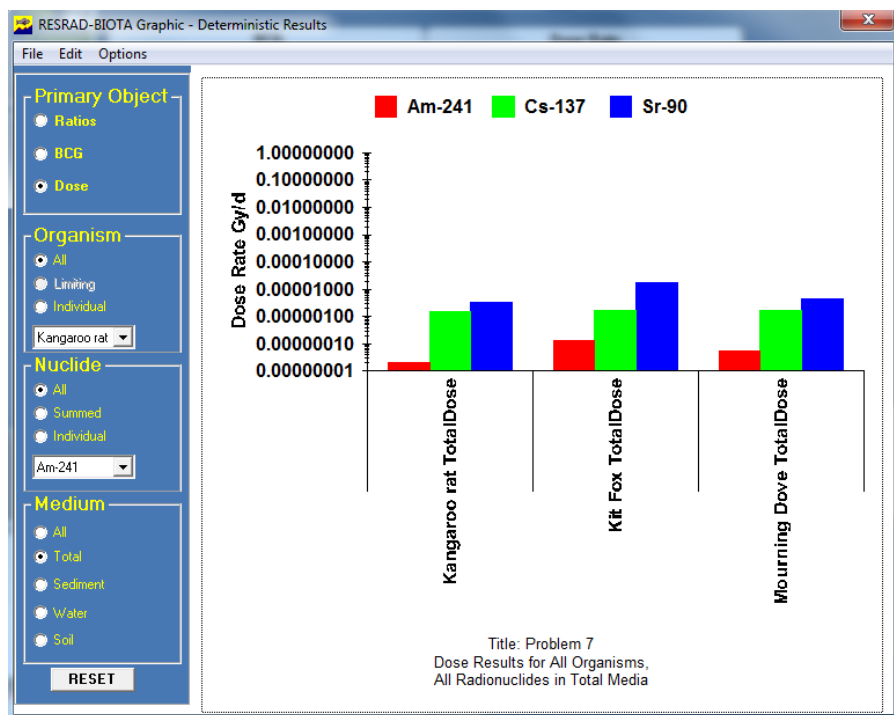 RESRAD-BIOTA Graphic - Deterministic Results
File Edit Options
Primary Object
Ratios
BCG
Dose
Organism
All
Limiting
Individual
Kangaroo rat
Nuclide
All
Summed
Individual
Am-241
Medium
All
Total
Sediment
Water
Soil
RESET
Am-241 Cs-137 Sr-90
Dose Rate Gy/d
1.00000000
0.10000000
0.01000000
0.00100000
0.00010000
0.00001000
0.00000100
0.00000010
0.00000001
Kangaroo rat TotalDose
Kit Fox TotalDose
Mourning Dove TotalDose
Title: Problem 7
Dose Results for All Organisms,
All Radionuclides in Total Media